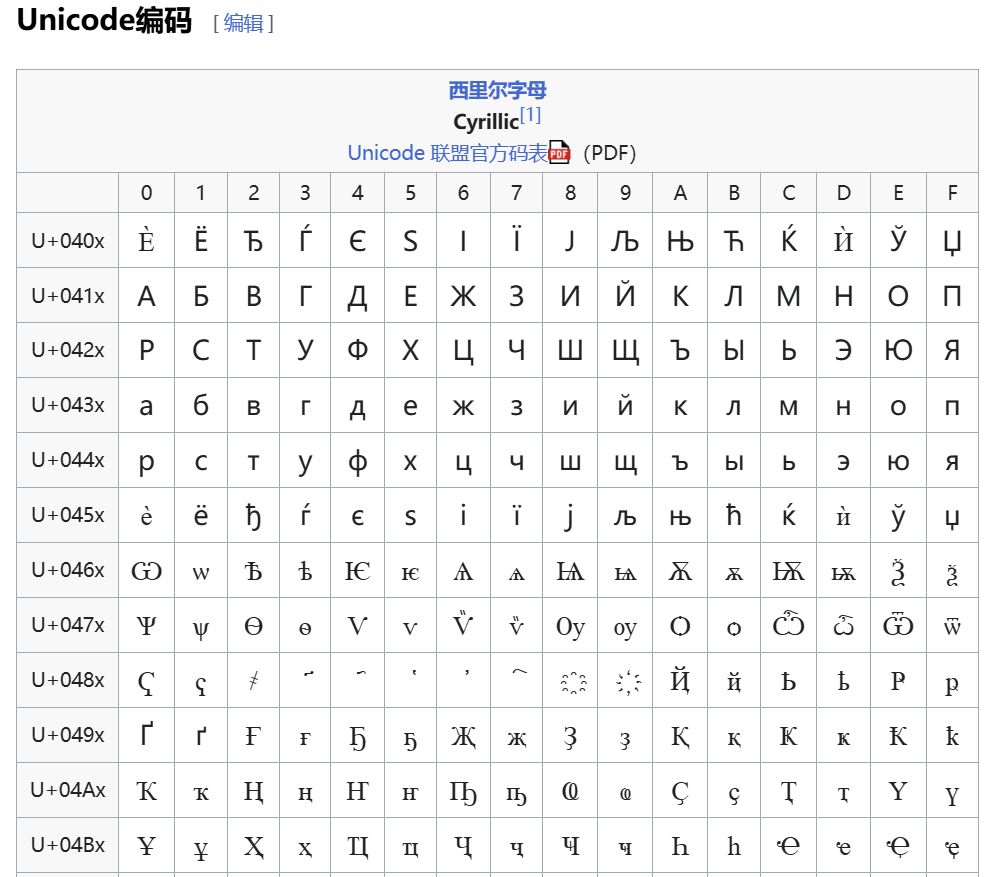 Unicode编码 [ 编辑 ]
西里尔字母
Cyrillic[1]
Unicode 联盟官方码表 PDF (PDF)
0 1 2 3 4 5 6 7 8 9 A B C D E F
U+040x Ѐ Ё Ђ Ѓ Є Ѕ І Ї Ј Љ Њ Ћ Ќ Ѝ Ў Џ
U+041x А Б В Г Д Е Ж З И Й К Л М Н О П
U+042x Р С Т У Ф Х Ц Ч Ш Щ Ъ Ы Ь Э Ю Я
U+043x а б в г д е ж з и й к л м н о п
U+044x р с т у ф х ц ч ш щ ъ ы ь э ю я
U+045x ѐ ё ђ ѓ є ѕ і ї ј љ њ ћ ќ ѝ ў џ
U+046x Ѡ ѡ Ѣ ѣ Ѥ ѥ Ѧ ѧ Ѩ ѩ Ѫ ѫ Ѭ ѭ Ѯ ѯ
U+047x Ѱ ѱ Ѳ ѳ Ѵ ѵ Ѷ ѷ Ѹ ѹ Ѻ ѻ Ѽ ѽ Ѿ ѿ
U+048x Ҁ ҁ ҂ ҃ ҄ ҅ ҆ ҇ ҈ ҉ Ҋ ҋ Ҍ ҍ Ҏ ҏ
U+049x Ґ ґ Ғ ғ Ҕ ҕ Җ җ Ҙ ҙ Қ қ Ҝ ҝ Ҟ ҟ
U+04Ax Ҡ ҡ Ң ң Ҥ ҥ Ҧ ҧ Ҩ ҩ Ҫ ҫ Ҭ ҭ Ү ү
U+04Bx Ұ ұ Ҳ ҳ Ҵ ҵ Ҷ ҷ Ҹ ҹ Һ һ Ҽ ҽ Ҿ ҿ